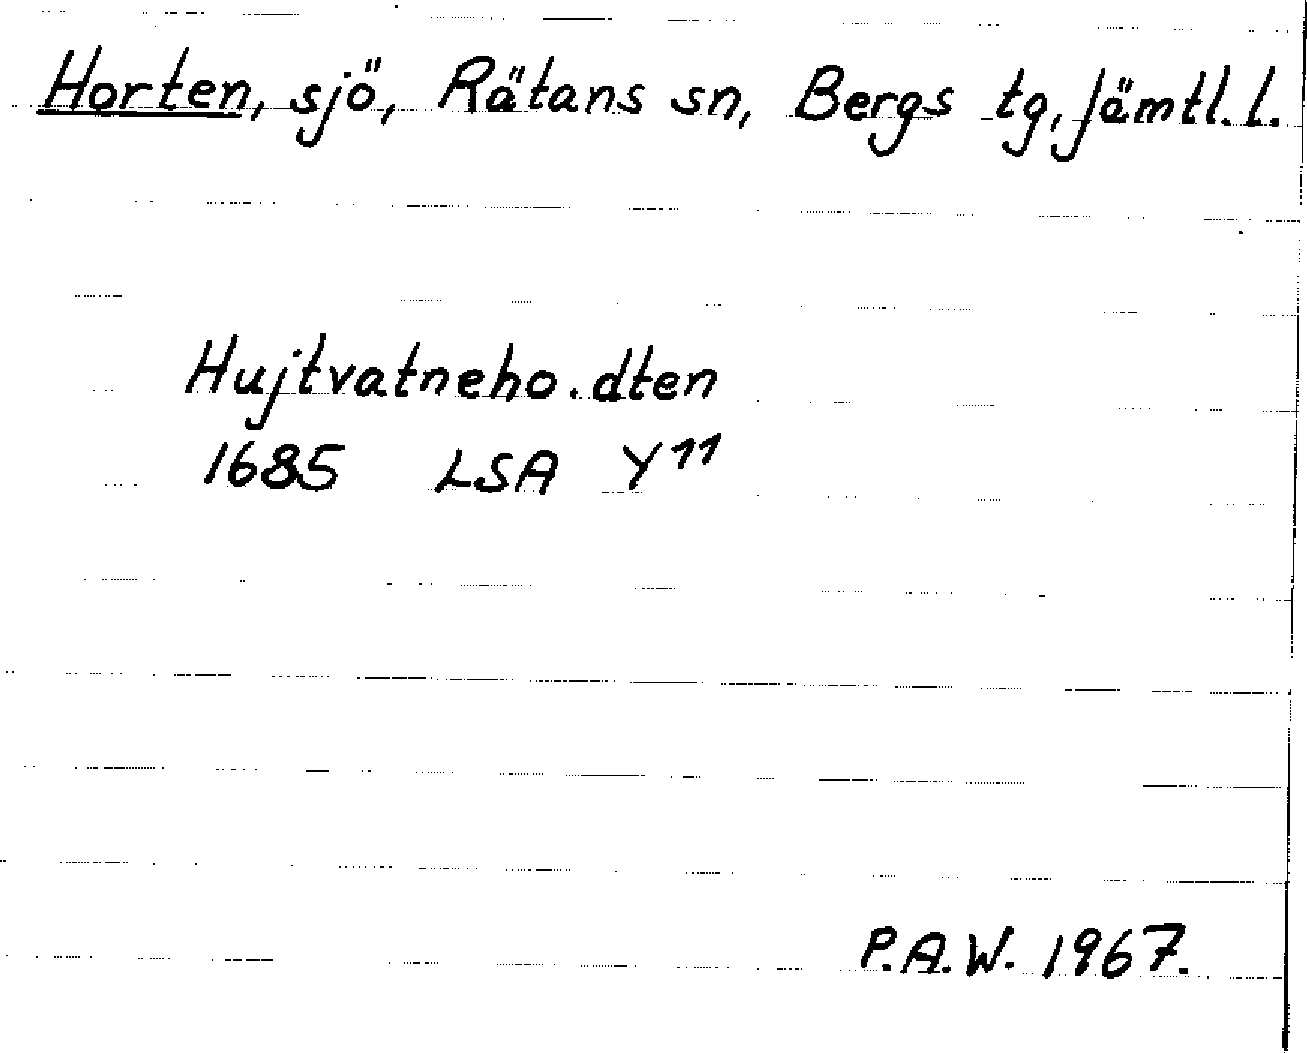 Horten, sjö, Rätans sn, Bergs tg, Jämtl. l.
Hujtvatneho.dten
1685 LSA Y¹¹
P.A.W. 1967.